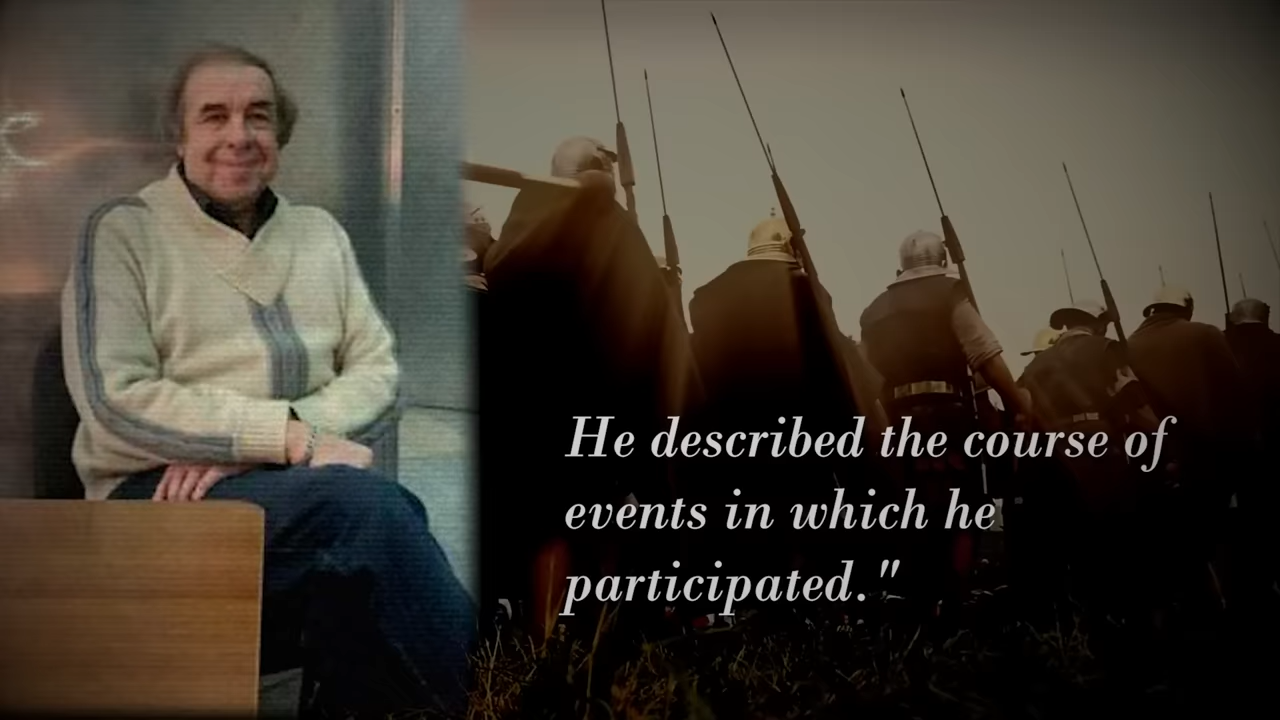 He described the course of
events in which he
participated."